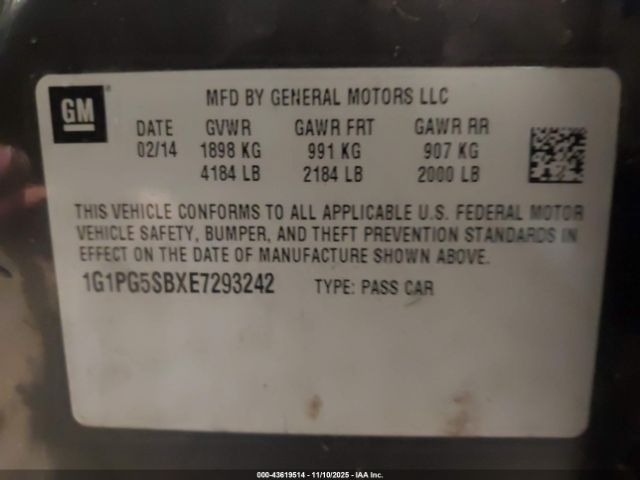 GM
MFD BY GENERAL MOTORS LLC
DATE GVWR GAWR FRT GAWR RR
02/14 1898 KG 991 KG 907 KG
4184 LB 2184 LB 2000 LB
THIS VEHICLE CONFORMS TO ALL APPLICABLE U.S. FEDERAL MOTOR
VEHICLE SAFETY, BUMPER, AND THEFT PREVENTION STANDARDS IN
EFFECT ON THE DATE OF MANUFACTURE SHOWN ABOVE.
1G1PG5SBXE7293242 TYPE: PASS CAR
000-43619514 - 11/10/2025 - IAA Inc.